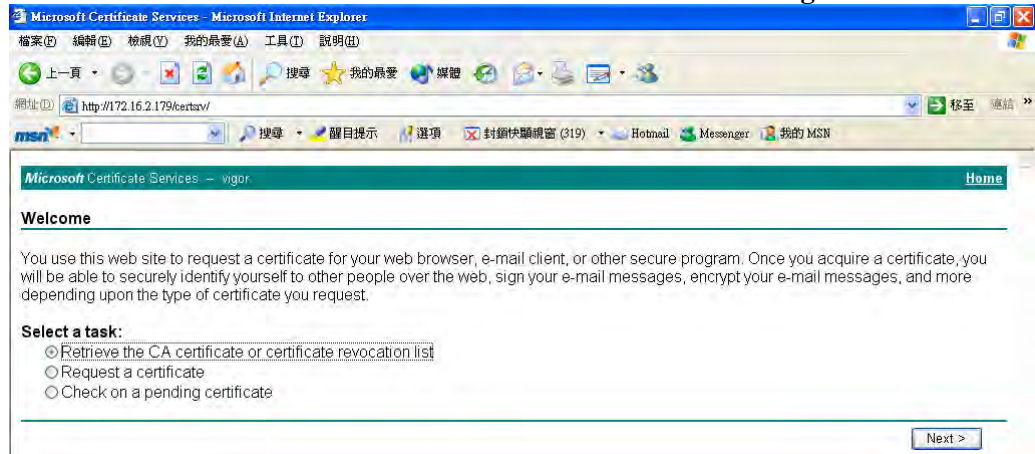 Microsoft Certificate Services - Microsoft Internet Explorer
檔案(F) 編輯(E) 檢視(V) 我的最愛(A) 工具(T) 說明(H)
上一頁 搜尋 我的最愛 媒體
網址(D) http://172.16.2.179/certsrv/ 移至 連結 »
msn 搜尋 醒目提示 選項 封鎖快顯視窗 (319) Hotmail Messenger 我的 MSN
Microsoft Certificate Services -- vigor Home
Welcome
You use this web site to request a certificate for your web browser, e-mail client, or other secure program. Once you acquire a certificate, you
will be able to securely identify yourself to other people over the web, sign your e-mail messages, encrypt your e-mail messages, and more
depending upon the type of certificate you request.
Select a task:
Retrieve the CA certificate or certificate revocation list
Request a certificate
Check on a pending certificate
Next >